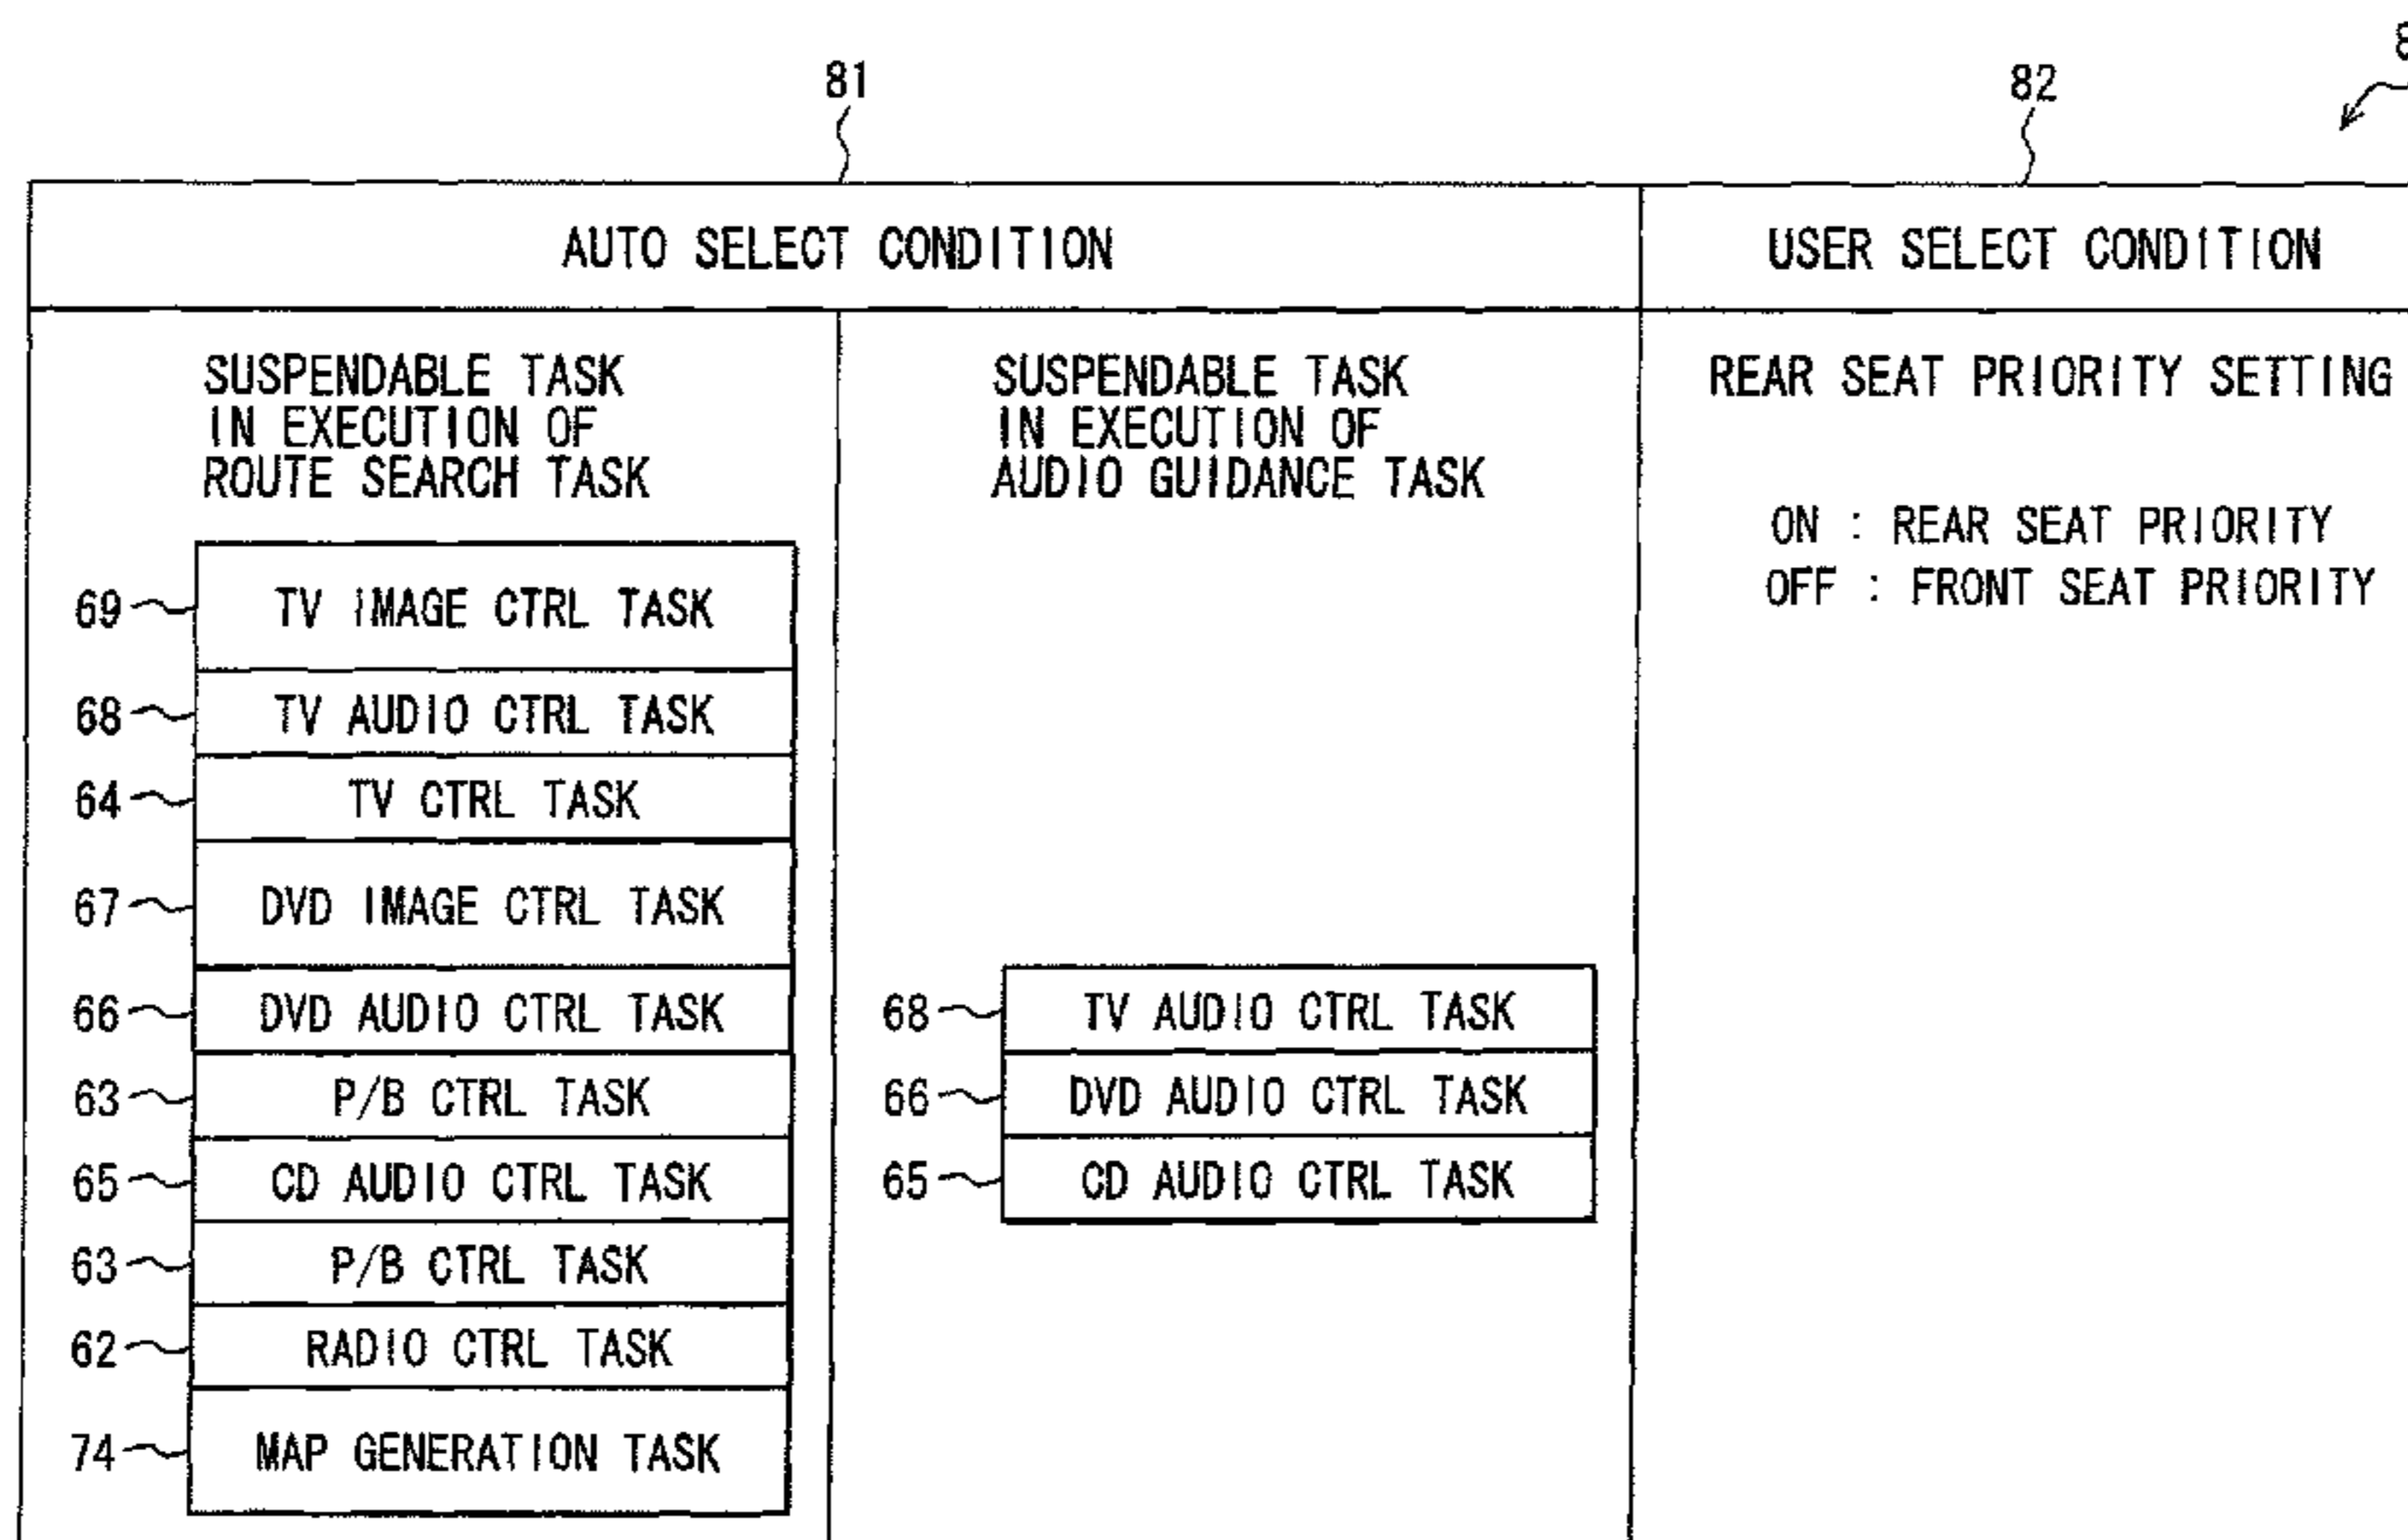 81
82
AUTO SELECT CONDITION
USER SELECT CONDITION
SUSPENDABLE TASK
IN EXECUTION OF
ROUTE SEARCH TASK
69 TV IMAGE CTRL TASK
68 TV AUDIO CTRL TASK
64 TV CTRL TASK
67 DVD IMAGE CTRL TASK
66 DVD AUDIO CTRL TASK
63 P/B CTRL TASK
65 CD AUDIO CTRL TASK
63 P/B CTRL TASK
62 RADIO CTRL TASK
74 MAP GENERATION TASK
SUSPENDABLE TASK
IN EXECUTION OF
AUDIO GUIDANCE TASK
68 TV AUDIO CTRL TASK
66 DVD AUDIO CTRL TASK
65 CD AUDIO CTRL TASK
REAR SEAT PRIORITY SETTING
ON : REAR SEAT PRIORITY
OFF : FRONT SEAT PRIORITY